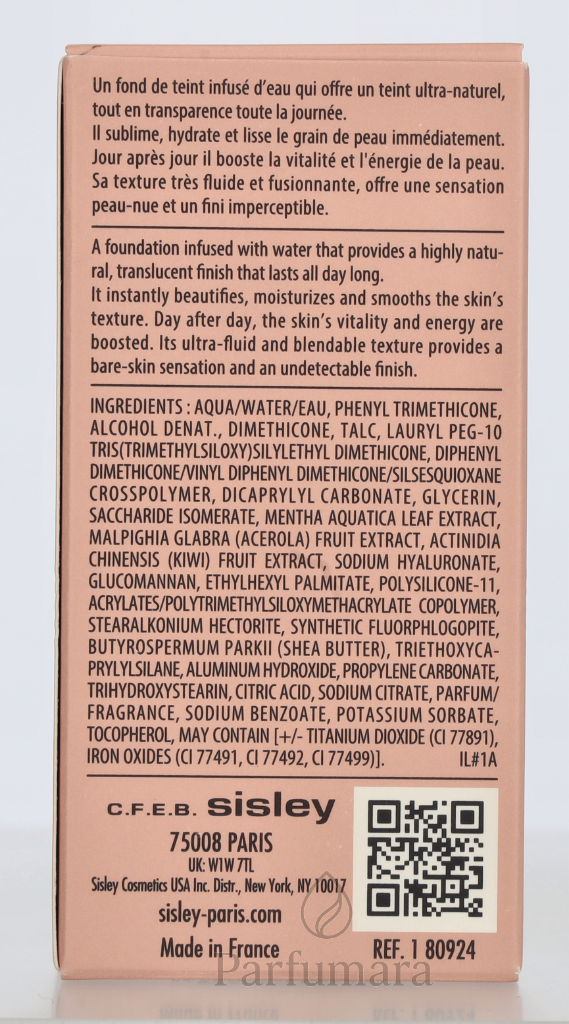 Un fond de teint infusé d'eau qui offre un teint ultra-naturel,
tout en transparence toute la journée.
Il sublime, hydrate et lisse le grain de peau immédiatement.
Jour après jour il booste la vitalité et l'énergie de la peau.
Sa texture très fluide et fusionnante, offre une sensation
peau-nue et un fini imperceptible.
A foundation infused with water that provides a highly natu-
ral, translucent finish that lasts all day long.
It instantly beautifies, moisturizes and smooths the skin's
texture. Day after day, the skin's vitality and energy are
boosted. Its ultra-fluid and blendable texture provides a
bare-skin sensation and an undetectable finish.
INGREDIENTS : AQUA/WATER/EAU, PHENYL TRIMETHICONE,
ALCOHOL DENAT., DIMETHICONE, TALC, LAURYL PEG-10
TRIS(TRIMETHYLSILOXY)SILYLETHYL DIMETHICONE, DIPHENYL
DIMETHICONE/VINYL DIPHENYL DIMETHICONE/SILSESQUIOXANE
CROSSPOLYMER, DICAPRYLYL CARBONATE, GLYCERIN,
SACCHARIDE ISOMERATE, MENTHA AQUATICA LEAF EXTRACT,
MALPIGHIA GLABRA (ACEROLA) FRUIT EXTRACT, ACTINIDIA
CHINENSIS (KIWI) FRUIT EXTRACT, SODIUM HYALURONATE,
GLUCOMANNAN, ETHYLHEXYL PALMITATE, POLYSILICONE-11,
ACRYLATES/POLYTRIMETHYLSILOXYMETHACRYLATE COPOLYMER,
STEARALKONIUM HECTORITE, SYNTHETIC FLUORPHLOGOPITE,
BUTYROSPERMUM PARKII (SHEA BUTTER), TRIETHOXYCA-
PRYLYLSILANE, ALUMINUM HYDROXIDE, PROPYLENE CARBONATE,
TRIHYDROXYSTEARIN, CITRIC ACID, SODIUM CITRATE, PARFUM/
FRAGRANCE, SODIUM BENZOATE, POTASSIUM SORBATE,
TOCOPHEROL, MAY CONTAIN [+/- TITANIUM DIOXIDE (CI 77891),
IRON OXIDES (CI 77491, CI 77492, CI 77499)]. IL#1A
C.F.E.B. sisley
75008 PARIS
UK: W1W 7TL
Sisley Cosmetics USA Inc. Distr., New York, NY 10017
sisley-paris.com
Made in France REF. 1 80924
Parfumara